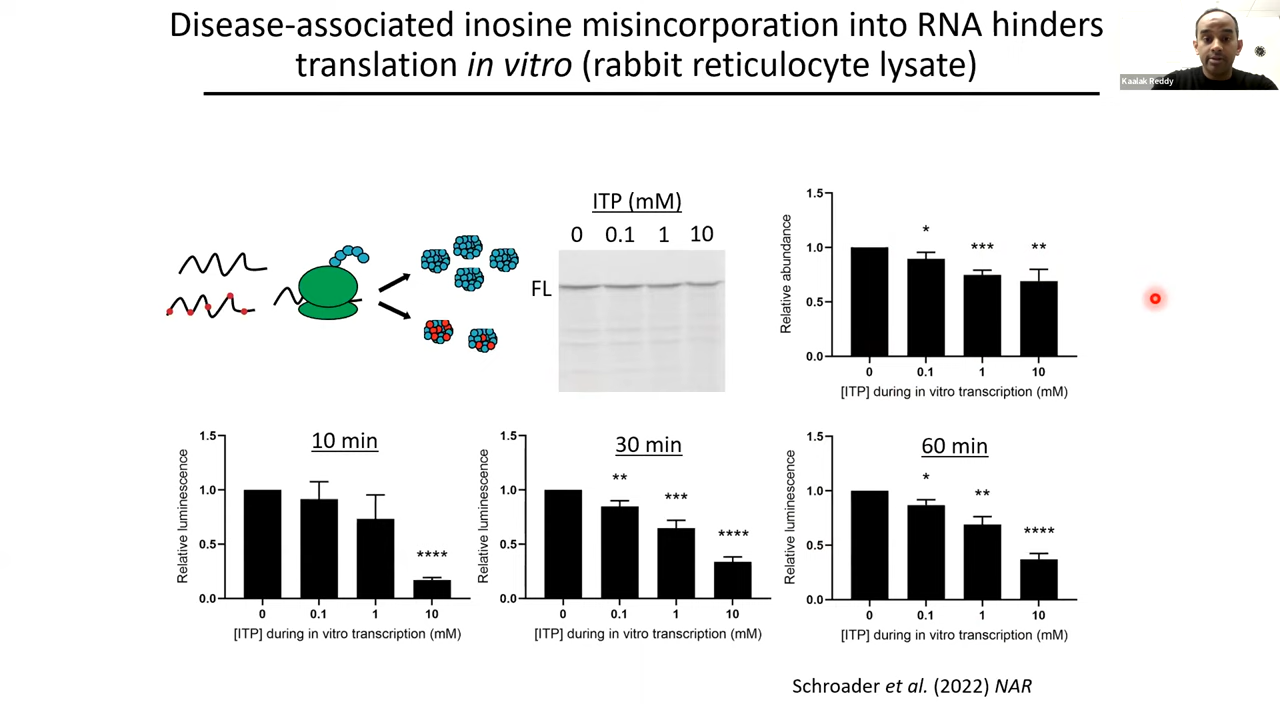 Disease-associated inosine misincorporation into RNA hinders
translation in vitro (rabbit reticulocyte lysate)
Kaalak Reddy
ITP (mM)
0 0.1 1 10
FL
1.5
1.0
0.5
0.0
Relative abundance
* *** **
0 0.1 1 10
[ITP] during in vitro transcription (mM)
10 min
1.5
1.0
0.5
0.0
Relative luminescence
****
0 0.1 1 10
[ITP] during in vitro transcription (mM)
30 min
1.5
1.0
0.5
0.0
Relative luminescence
** *** ****
0 0.1 1 10
[ITP] during in vitro transcription (mM)
60 min
1.5
1.0
0.5
0.0
Relative luminescence
* ** ****
0 0.1 1 10
[ITP] during in vitro transcription (mM)
Schroader et al. (2022) NAR